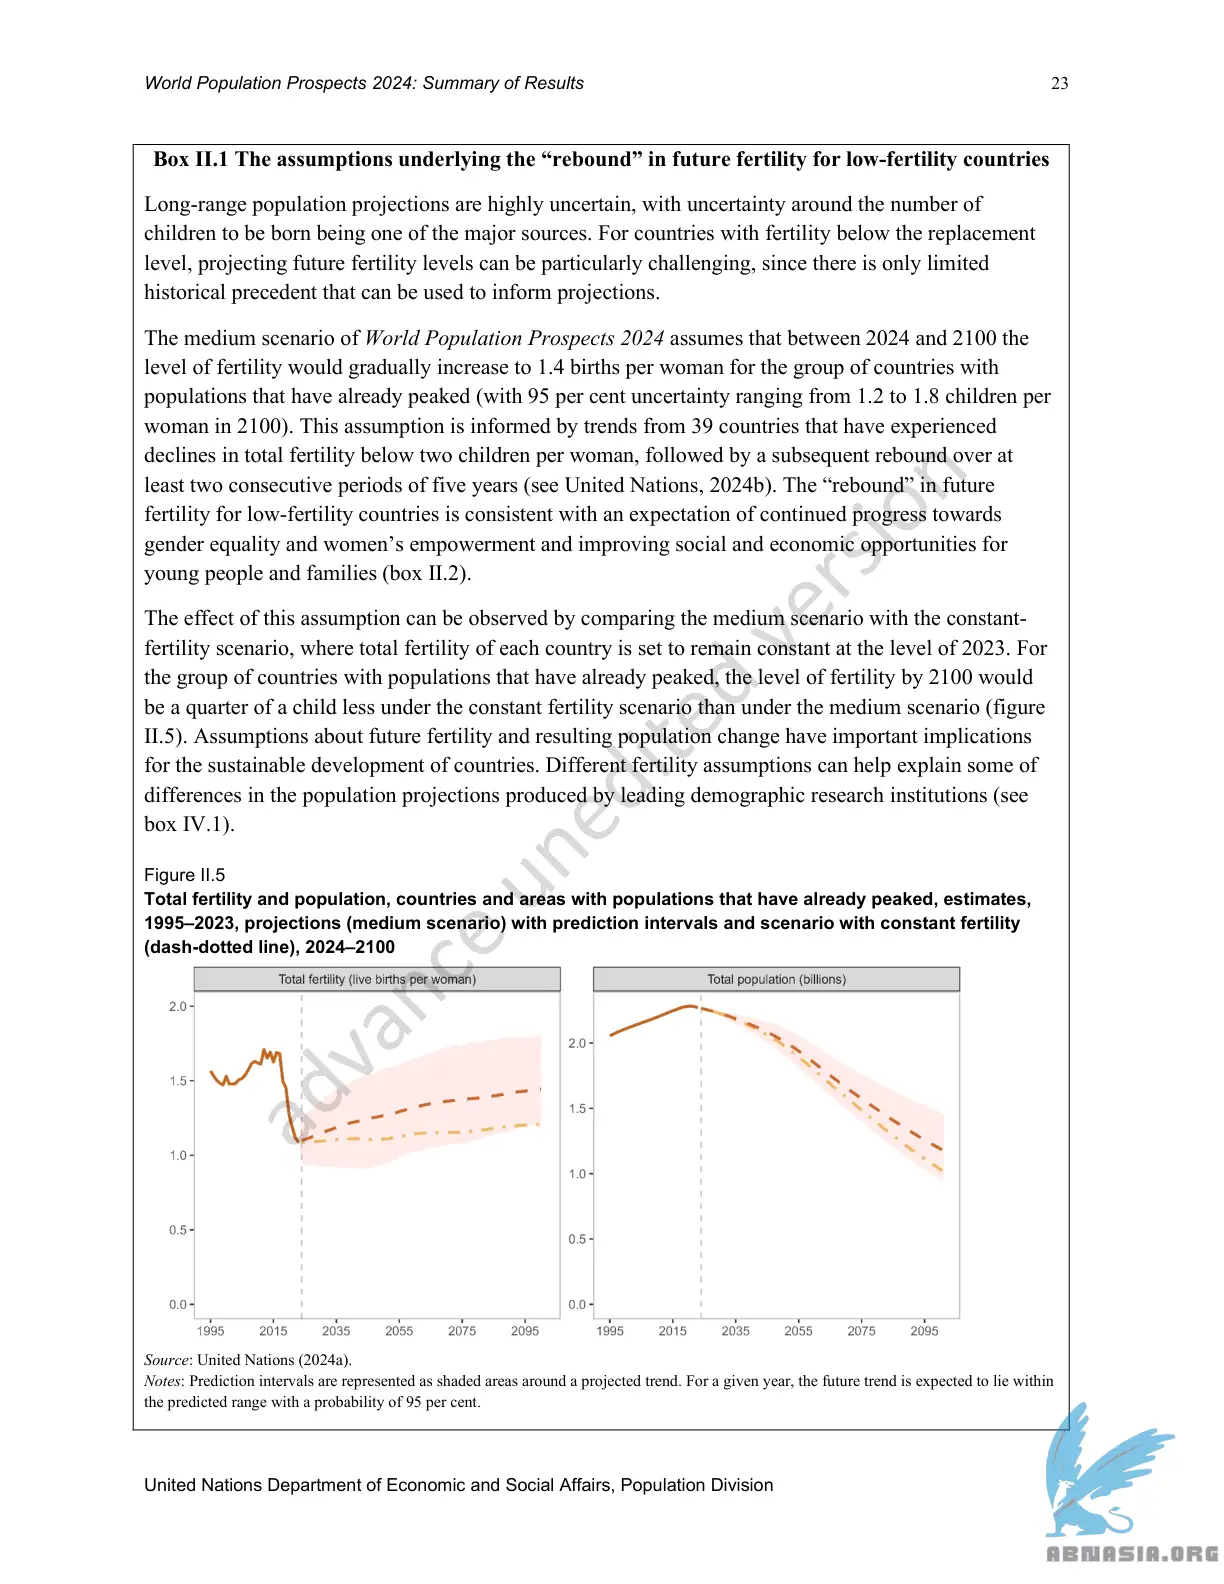 World Population Prospects 2024: Summary of Results 23
Box II.1 The assumptions underlying the “rebound” in future fertility for low-fertility countries
Long-range population projections are highly uncertain, with uncertainty around the number of
children to be born being one of the major sources. For countries with fertility below the replacement
level, projecting future fertility levels can be particularly challenging, since there is only limited
historical precedent that can be used to inform projections.
The medium scenario of World Population Prospects 2024 assumes that between 2024 and 2100 the
level of fertility would gradually increase to 1.4 births per woman for the group of countries with
populations that have already peaked (with 95 per cent uncertainty ranging from 1.2 to 1.8 children per
woman in 2100). This assumption is informed by trends from 39 countries that have experienced
declines in total fertility below two children per woman, followed by a subsequent rebound over at
least two consecutive periods of five years (see United Nations, 2024b). The “rebound” in future
fertility for low-fertility countries is consistent with an expectation of continued progress towards
gender equality and women’s empowerment and improving social and economic opportunities for
young people and families (box II.2).
The effect of this assumption can be observed by comparing the medium scenario with the constant-
fertility scenario, where total fertility of each country is set to remain constant at the level of 2023. For
the group of countries with populations that have already peaked, the level of fertility by 2100 would
be a quarter of a child less under the constant fertility scenario than under the medium scenario (figure
II.5). Assumptions about future fertility and resulting population change have important implications
for the sustainable development of countries. Different fertility assumptions can help explain some of
differences in the population projections produced by leading demographic research institutions (see
box IV.1).
advance unedited version
Figure II.5
Total fertility and population, countries and areas with populations that have already peaked, estimates,
1995–2023, projections (medium scenario) with prediction intervals and scenario with constant fertility
(dash-dotted line), 2024–2100
Total fertility (live births per woman)
2.0
1.5
1.0
0.5
0.0
1995 2015 2035 2055 2075 2095
Total population (billions)
2.0
1.5
1.0
0.5
0.0
1995 2015 2035 2055 2075 2095
Source: United Nations (2024a).
Notes: Prediction intervals are represented as shaded areas around a projected trend. For a given year, the future trend is expected to lie within
the predicted range with a probability of 95 per cent.
United Nations Department of Economic and Social Affairs, Population Division
ABNASIA.ORG